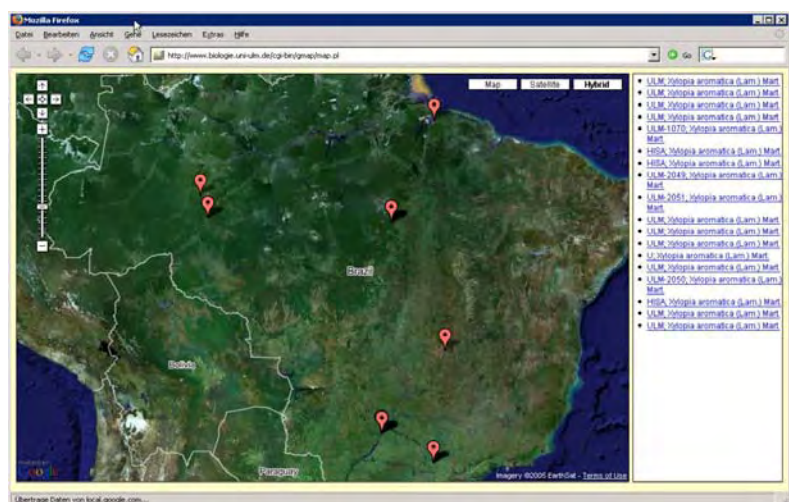 Mozilla Firefox
Datei Bearbeiten Ansicht Gehe Lesezeichen Extras Hilfe
http://www.biologie.uni-ulm.de/cgi-bin/gmap/map.pl
Go
Map Satellite Hybrid
Brazil
Bolivia
Paraguay
Google
Imagery ©2005 EarthSat - Terms of Use
ULM; Xylopia aromatica (Lam.) Mart.
ULM; Xylopia aromatica (Lam.) Mart.
ULM; Xylopia aromatica (Lam.) Mart.
ULM; Xylopia aromatica (Lam.) Mart.
ULM-1070; Xylopia aromatica (Lam.)
Mart.
HISA; Xylopia aromatica (Lam.) Mart.
HISA; Xylopia aromatica (Lam.) Mart.
ULM-2049; Xylopia aromatica (Lam.)
Mart.
ULM-2051; Xylopia aromatica (Lam.)
Mart.
ULM; Xylopia aromatica (Lam.) Mart.
ULM; Xylopia aromatica (Lam.) Mart.
ULM; Xylopia aromatica (Lam.) Mart.
U; Xylopia aromatica (Lam.) Mart.
ULM; Xylopia aromatica (Lam.) Mart.
ULM-2050; Xylopia aromatica (Lam.)
Mart.
HISA; Xylopia aromatica (Lam.) Mart.
ULM; Xylopia aromatica (Lam.) Mart.
ULM; Xylopia aromatica (Lam.) Mart.
Übertrage Daten von local.google.com...